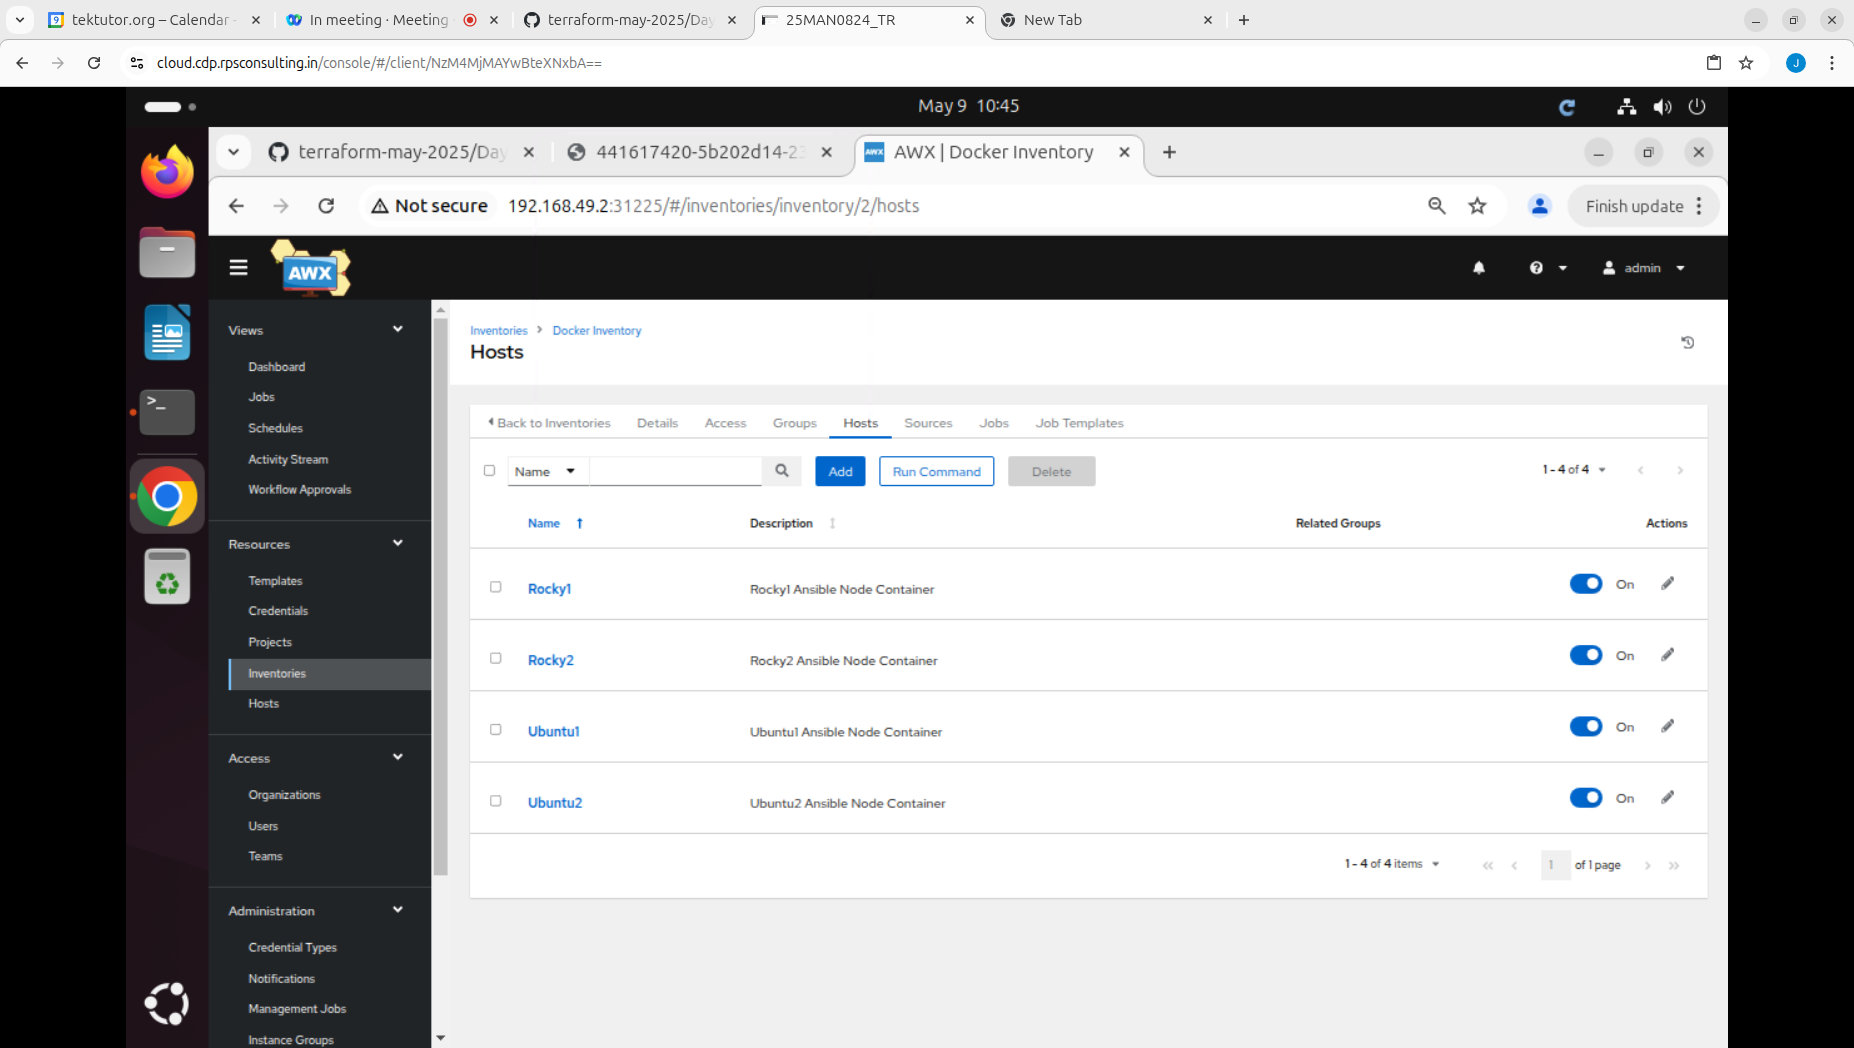 tektutor.org – Calendar
In meeting · Meeting
terraform-may-2025/Day
25MAN0824_TR
New Tab
cloud.cdp.rpsconsulting.in/console/#/client/NzM4MjMAYwBteXNxbA==
J
May 9 10:45
terraform-may-2025/Day
441617420-5b202d14-23
AWX | Docker Inventory
Not secure
192.168.49.2:31225/#/inventories/inventory/2/hosts
Finish update
AWX
admin
Views
Dashboard
Jobs
Schedules
Activity Stream
Workflow Approvals
Resources
Templates
Credentials
Projects
Inventories
Hosts
Access
Organizations
Users
Teams
Administration
Credential Types
Notifications
Management Jobs
Instance Groups
Inventories > Docker Inventory
Hosts
Back to Inventories Details Access Groups Hosts Sources Jobs Job Templates
Name Add Run Command Delete 1 - 4 of 4
Name Description Related Groups Actions
Rocky1 Rocky1 Ansible Node Container On
Rocky2 Rocky2 Ansible Node Container On
Ubuntu1 Ubuntu1 Ansible Node Container On
Ubuntu2 Ubuntu2 Ansible Node Container On
1 - 4 of 4 items 1 of 1 page